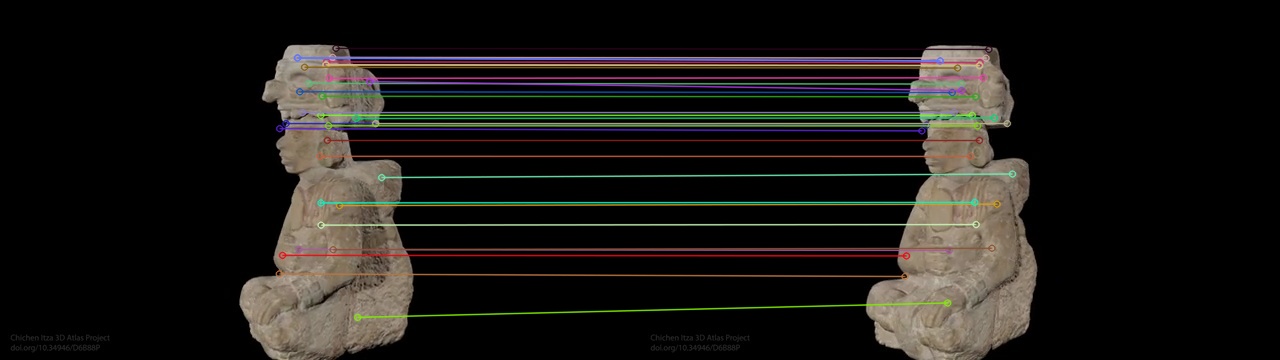 Chichen Itza 3D Atlas Project
doi.org/10.34946/D6B88P
Chichen Itza 3D Atlas Project
doi.org/10.34946/D6B88P